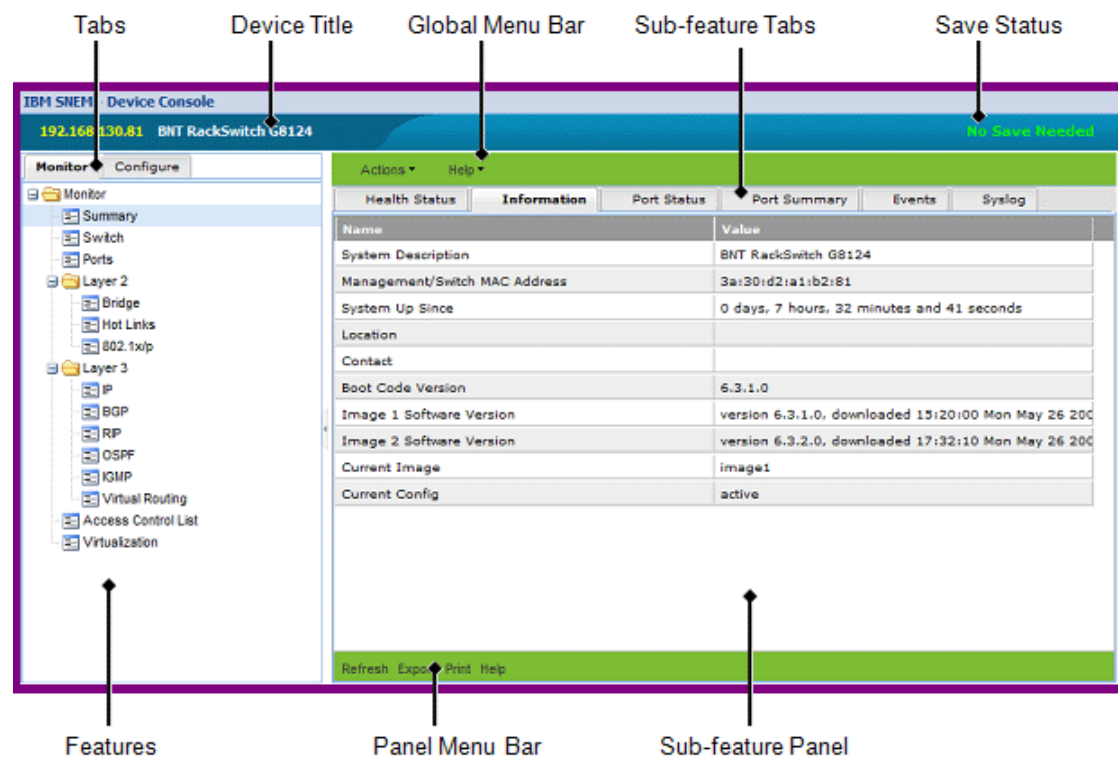 Tabs Device Title Global Menu Bar Sub-feature Tabs Save Status
IBM SNEM Device Console
192.168.130.81 BNT RackSwitch G8124 No Save Needed
Monitor Configure
Actions Help
Health Status Information Port Status Port Summary Events Syslog
Monitor
Summary
Switch
Ports
Layer 2
Bridge
Hot Links
802.1x/p
Layer 3
IP
BGP
RIP
OSPF
IGMP
Virtual Routing
Access Control List
Virtualization
Name Value
System Description BNT RackSwitch G8124
Management/Switch MAC Address 3a:30:d2:a1:b2:81
System Up Since 0 days, 7 hours, 32 minutes and 41 seconds
Location
Contact
Boot Code Version 6.3.1.0
Image 1 Software Version version 6.3.1.0, downloaded 15:20:00 Mon May 26 200
Image 2 Software Version version 6.3.2.0, downloaded 17:32:10 Mon May 26 200
Current Image image1
Current Config active
Refresh Export Print Help
Features Panel Menu Bar Sub-feature Panel